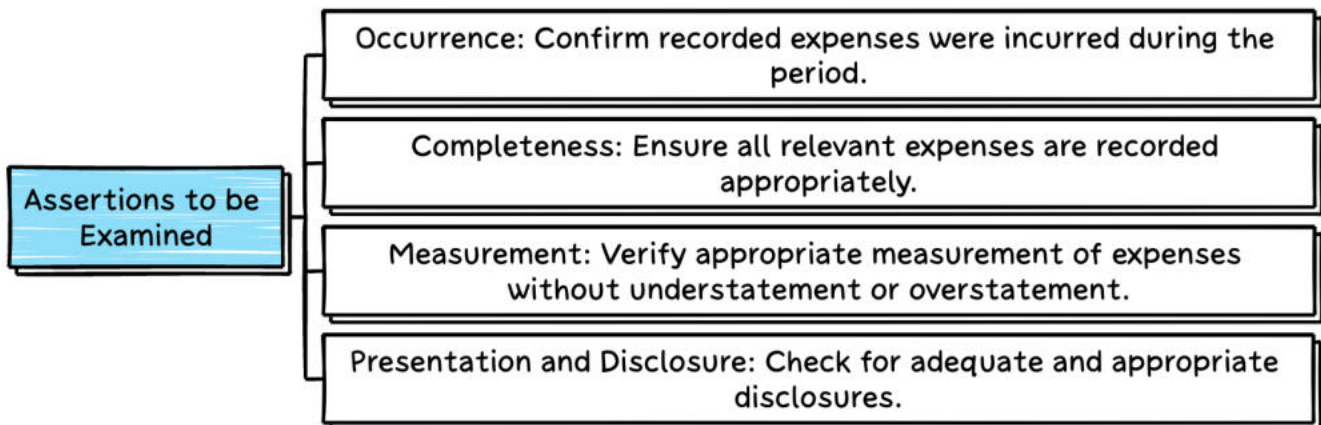 Assertions to be
Examined
Occurrence: Confirm recorded expenses were incurred during the
period.
Completeness: Ensure all relevant expenses are recorded
appropriately.
Measurement: Verify appropriate measurement of expenses
without understatement or overstatement.
Presentation and Disclosure: Check for adequate and appropriate
disclosures.